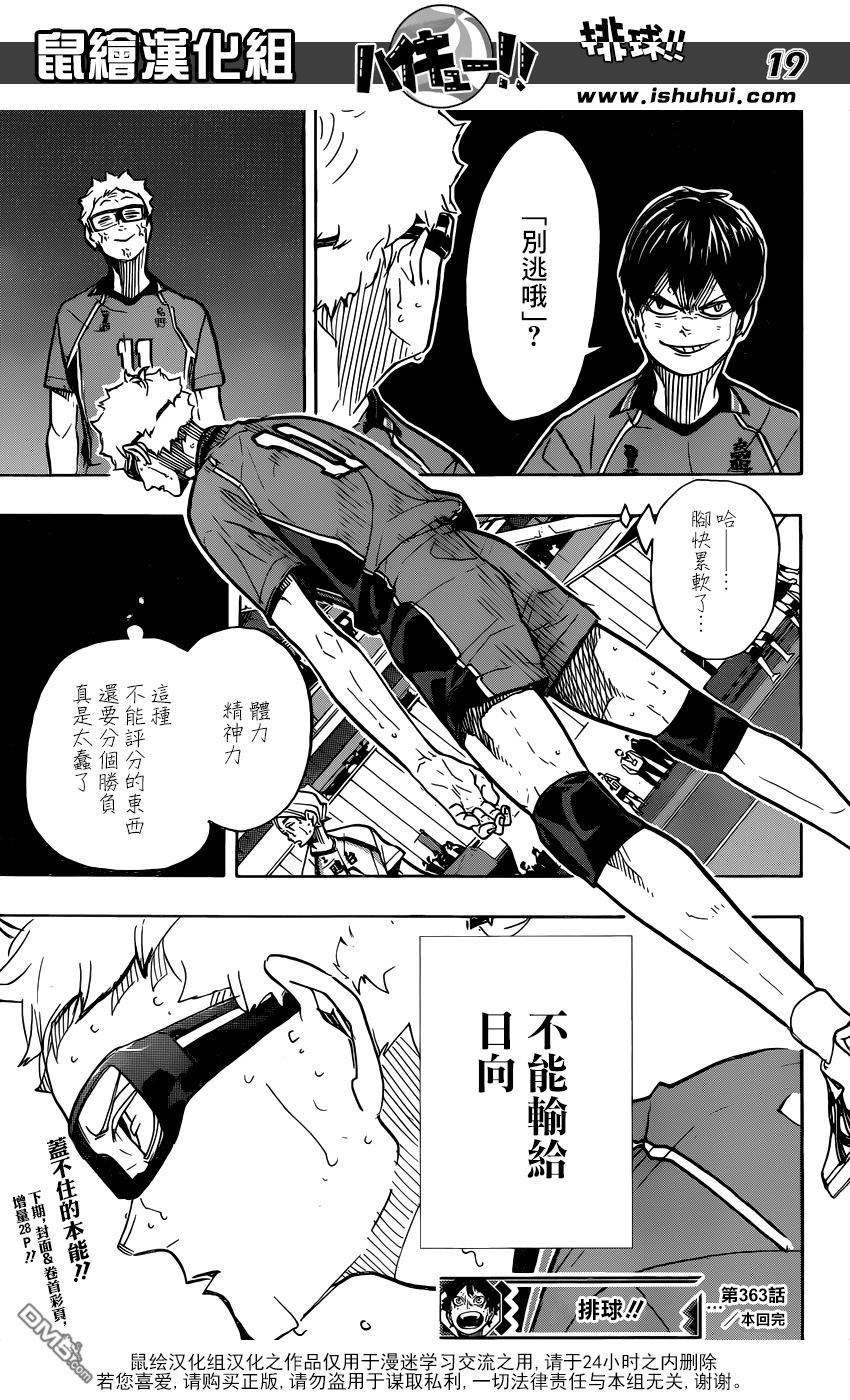 鼠繪漢化組
ハイキュー!!
排球!!
19
www.ishuhui.com
「別逃哦」?
11
烏野
11
哈——…
腳快累軟了…
體力
精神力
這種
不能評分的東西
還要分個勝負
真是太蠢了
不能輸給
日向
蓋不住的本能!!
下期,封面&卷首彩頁,
增量28P!!
排球!!
第363話
…／本回完
DM5.com
鼠绘汉化组汉化之作品仅用于漫迷学习交流之用,请于24小时之内删除
若您喜爱,请购买正版,请勿盗用于谋取私利,一切法律责任与本组无关,谢谢。